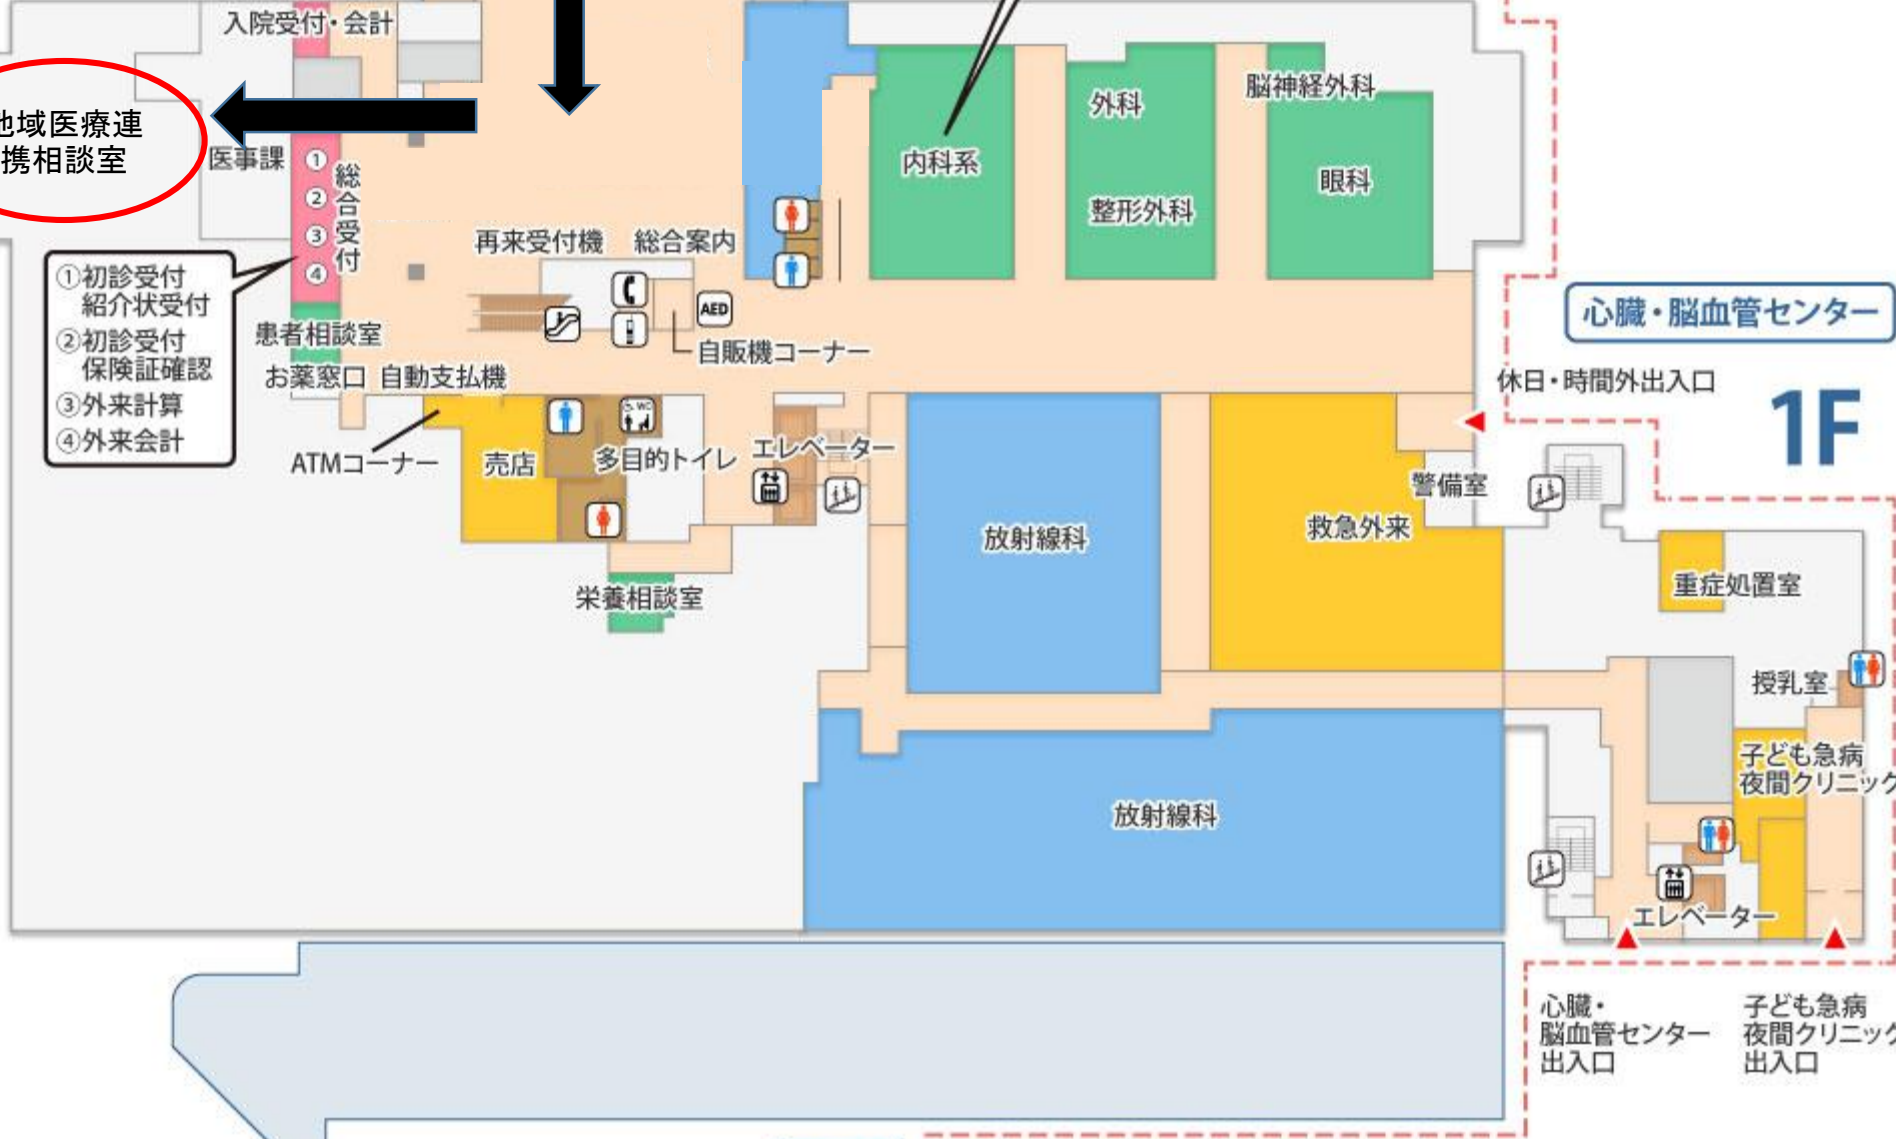 入院受付・会計
地域医療連
携相談室
医事課
①
②
③
④
総合受付
①初診受付
紹介状受付
②初診受付
保険証確認
③外来計算
④外来会計
患者相談室
お薬窓口
自動支払機
ATMコーナー
売店
再来受付機
総合案内
AED
自販機コーナー
WC
多目的トイレ
エレベーター
栄養相談室
内科系
外科
整形外科
脳神経外科
眼科
心臓・脳血管センター
休日・時間外出入口
1F
警備室
放射線科
救急外来
重症処置室
授乳室
子ども急病
夜間クリニック
放射線科
エレベーター
心臓・
脳血管センター
出入口
子ども急病
夜間クリニック
出入口